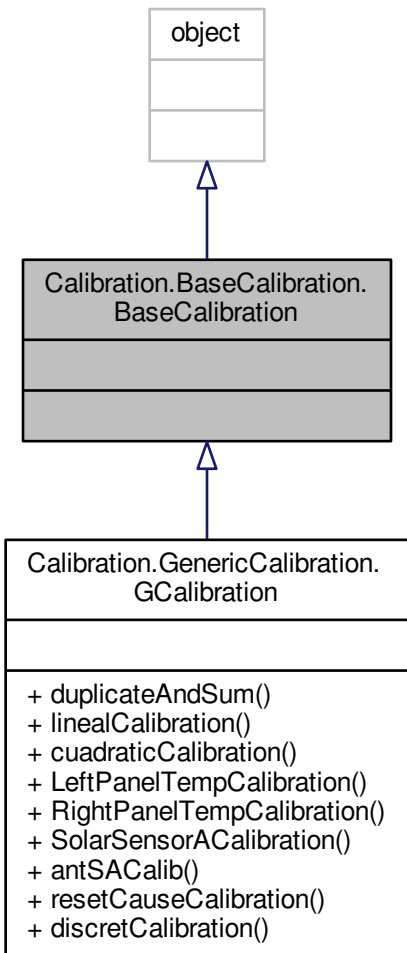 object
Calibration.BaseCalibration.
BaseCalibration
Calibration.GenericCalibration.
GCalibration
+ duplicateAndSum()
+ linealCalibration()
+ cuadraticCalibration()
+ LeftPanelTempCalibration()
+ RightPanelTempCalibration()
+ SolarSensorACalibration()
+ antSACalib()
+ resetCauseCalibration()
+ discretCalibration()